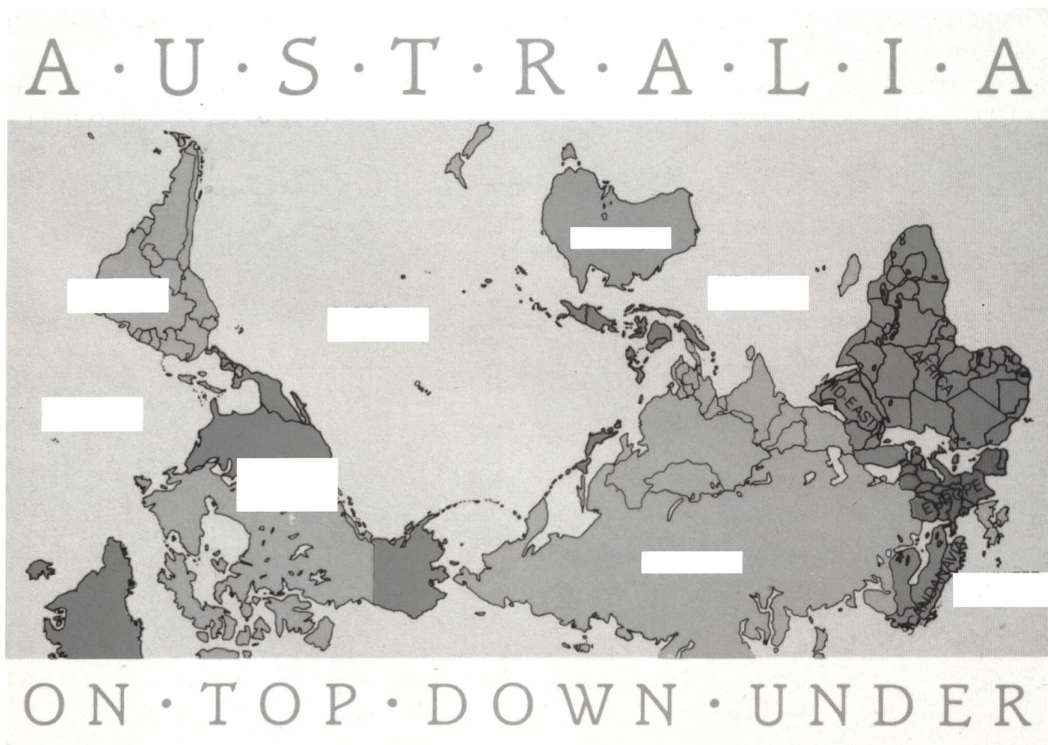 A·U·S·T·R·A·L·I·A
AFRICA
MID-EAST
EUROPE
ON·TOP·DOWN·UNDER